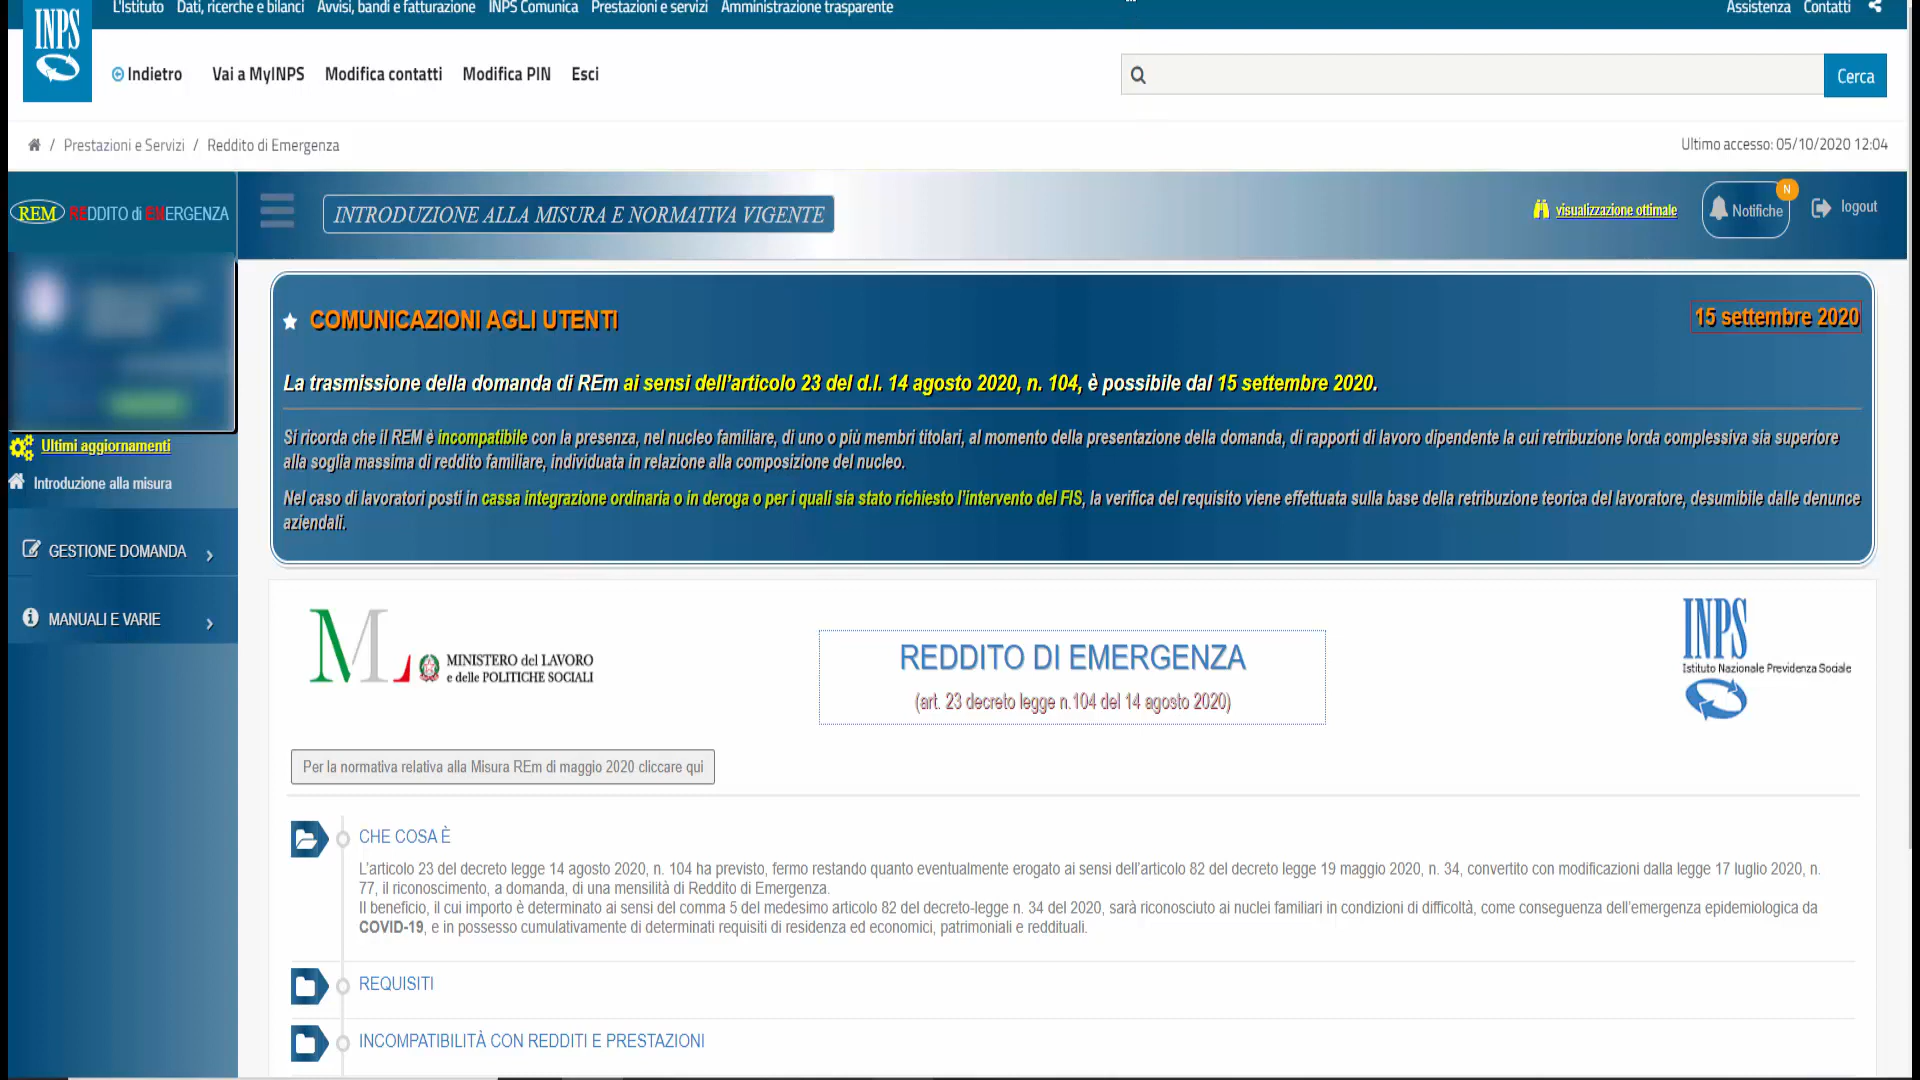 L'Istituto Dati, ricerche e bilanci Avvisi, bandi e fatturazione INPS Comunica Prestazioni e servizi Amministrazione trasparente Assistenza Contatti
INPS
Indietro Vai a MyINPS Modifica contatti Modifica PIN Esci Cerca
/ Prestazioni e Servizi / Reddito di Emergenza Ultimo accesso: 05/10/2020 12:04
REM REDDITO di EMERGENZA
INTRODUZIONE ALLA MISURA E NORMATIVA VIGENTE
visualizzazione ottimale
N
Notifiche
logout
COMUNICAZIONI AGLI UTENTI
15 settembre 2020
La trasmissione della domanda di REm ai sensi dell'articolo 23 del d.l. 14 agosto 2020, n. 104, è possibile dal 15 settembre 2020.
Si ricorda che il REM è incompatibile con la presenza, nel nucleo familiare, di uno o più membri titolari, al momento della presentazione della domanda, di rapporti di lavoro dipendente la cui retribuzione lorda complessiva sia superiore
alla soglia massima di reddito familiare, individuata in relazione alla composizione del nucleo.
Nel caso di lavoratori posti in cassa integrazione ordinaria o in deroga o per i quali sia stato richiesto l'intervento del FIS, la verifica del requisito viene effettuata sulla base della retribuzione teorica del lavoratore, desumibile dalle denunce
aziendali.
Ultimi aggiornamenti
Introduzione alla misura
GESTIONE DOMANDA
MANUALI E VARIE
ML
MINISTERO del LAVORO
e delle POLITICHE SOCIALI
REDDITO DI EMERGENZA
(art. 23 decreto legge n.104 del 14 agosto 2020)
INPS
Istituto Nazionale Previdenza Sociale
Per la normativa relativa alla Misura REm di maggio 2020 cliccare qui
CHE COSA È
L'articolo 23 del decreto legge 14 agosto 2020, n. 104 ha previsto, fermo restando quanto eventualmente erogato ai sensi dell'articolo 82 del decreto legge 19 maggio 2020, n. 34, convertito con modificazioni dalla legge 17 luglio 2020, n.
77, il riconoscimento, a domanda, di una mensilità di Reddito di Emergenza.
Il beneficio, il cui importo è determinato ai sensi del comma 5 del medesimo articolo 82 del decreto-legge n. 34 del 2020, sarà riconosciuto ai nuclei familiari in condizioni di difficoltà, come conseguenza dell'emergenza epidemiologica da
COVID-19, e in possesso cumulativamente di determinati requisiti di residenza ed economici, patrimoniali e reddituali.
REQUISITI
INCOMPATIBILITÀ CON REDDITI E PRESTAZIONI